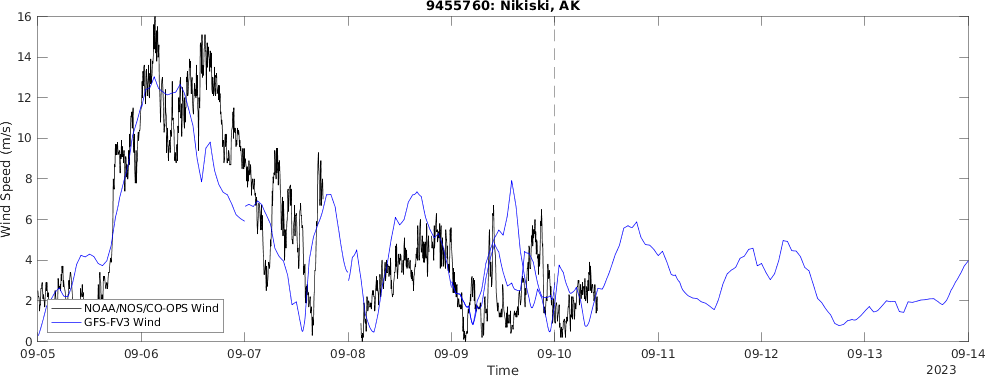 9455760: Nikiski, AK
16
14
12
10
8
6
4
2
0
Wind Speed (m/s)
NOAA/NOS/CO-OPS Wind
GFS-FV3 Wind
09-05 09-06 09-07 09-08 09-09 09-10 09-11 09-12 09-13 09-14
Time
2023